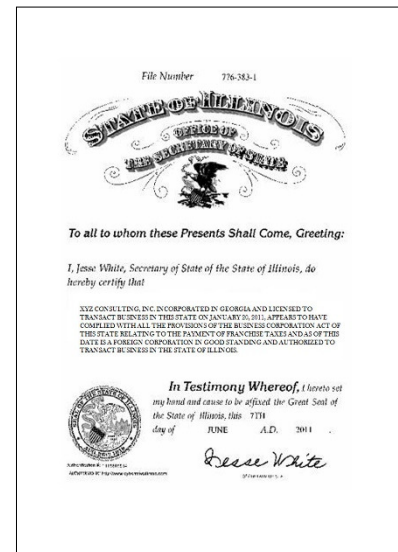 File Number 776-383-1
STATE OF ILLINOIS
OFFICE OF
THE SECRETARY OF STATE
To all to whom these Presents Shall Come, Greeting:
I, Jesse White, Secretary of State of the State of Illinois, do
hereby certify that
XYZ CONSULTING, INC. INCORPORATED IN GEORGIA AND LICENSED TO
TRANSACT BUSINESS IN THIS STATE ON JANUARY 20, 2011, APPEARS TO HAVE
COMPLIED WITH ALL THE PROVISIONS OF THE BUSINESS CORPORATION ACT OF
THIS STATE RELATING TO THE PAYMENT OF FRANCHISE TAXES AND AS OF THIS
DATE IS A FOREIGN CORPORATION IN GOOD STANDING AND AUTHORIZED TO
TRANSACT BUSINESS IN THE STATE OF ILLINOIS.
In Testimony Whereof, I hereto set
my hand and cause to be affixed the Great Seal of
the State of Illinois, this 7TH
day of JUNE A.D. 2011 .
Jesse White